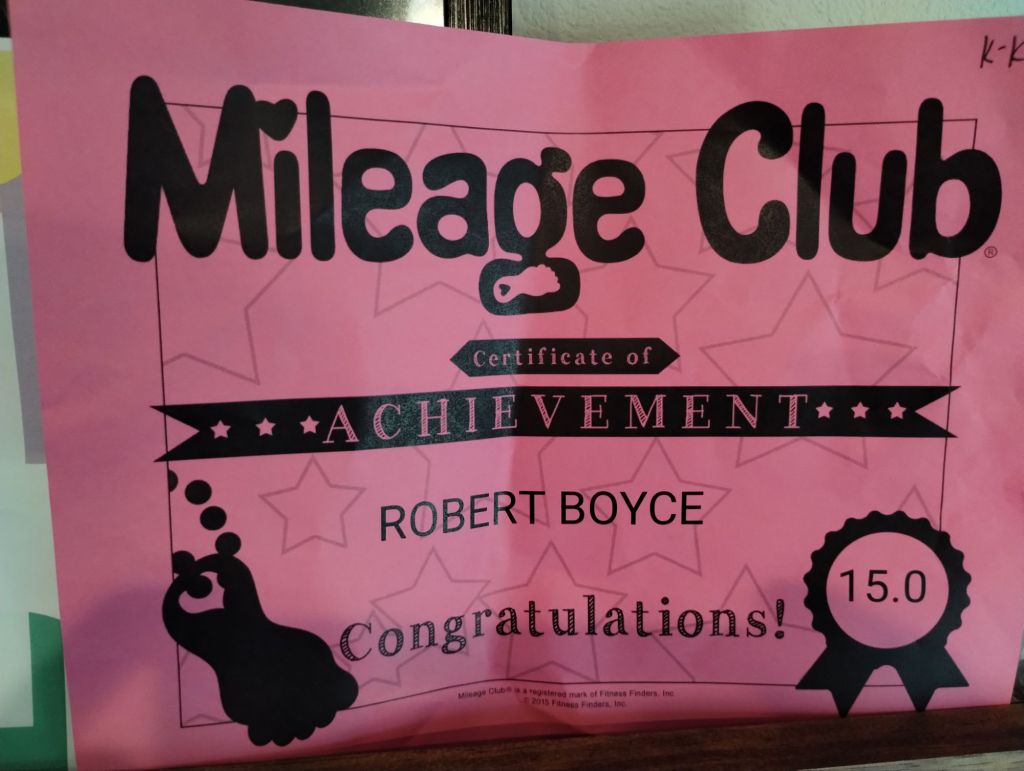 K-K
Mileage Club®
Certificate of
ACHIEVEMENT
ROBERT BOYCE
15.0
Congratulations!
Mileage Club® is a registered mark of Fitness Finders, Inc.
© 2015 Fitness Finders, Inc.